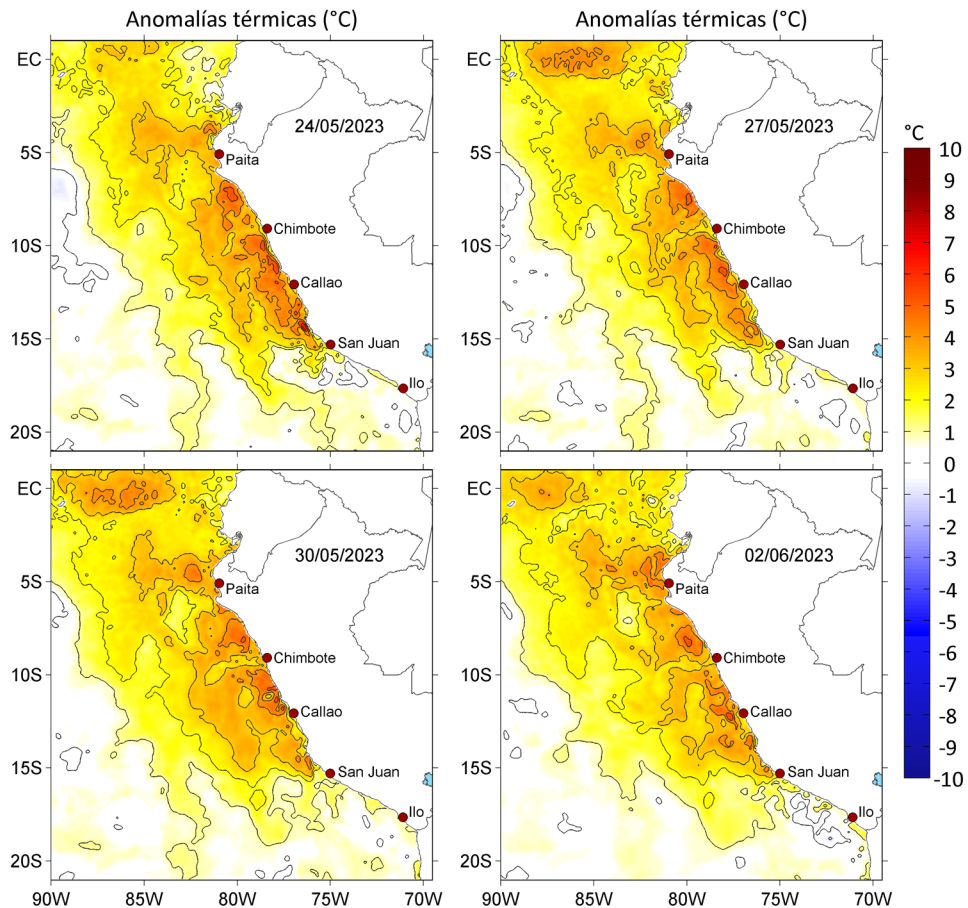 Anomalías térmicas (°C)
Anomalías térmicas (°C)
EC
5S
10S
15S
20S
24/05/2023
Paita
Chimbote
Callao
San Juan
Ilo
EC
5S
10S
15S
20S
27/05/2023
Paita
Chimbote
Callao
San Juan
Ilo
EC
5S
10S
15S
20S
30/05/2023
Paita
Chimbote
Callao
San Juan
Ilo
90W 85W 80W 75W 70W
EC
5S
10S
15S
20S
02/06/2023
Paita
Chimbote
Callao
San Juan
Ilo
90W 85W 80W 75W 70W
°C
10
9
8
7
6
5
4
3
2
1
0
-1
-2
-3
-4
-5
-6
-7
-8
-9
-10